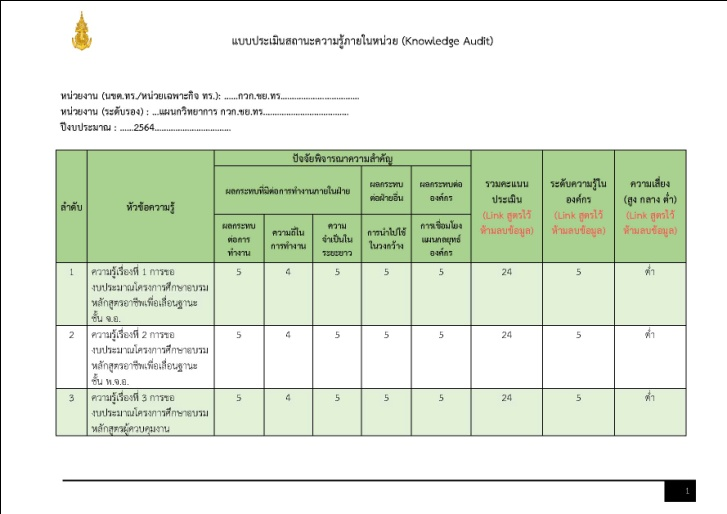 แบบประเมินสถานะความรู้ภายในหน่วย (Knowledge Audit)
หน่วยงาน (นขต.ทร./หน่วยเฉพาะกิจ ทร.): ......กวก.ขย.ทร.................................
หน่วยงาน (ระดับรอง) : ...แผนกวิทยาการ กวก.ขย.ทร....................................
ปีงบประมาณ : ......2564................................
ลำดับ
หัวข้อความรู้
ปัจจัยพิจารณาความสำคัญ
ผลกระทบที่มีต่อการทำงานภายในฝ่าย
ผลกระทบ
ต่อฝ่ายอื่น
ผลกระทบต่อ
องค์กร
ผลกระทบ
ต่อการ
ทำงาน
ความถี่ใน
การทำงาน
ความ
จำเป็นใน
ระยะยาว
การนำไปใช้
ในวงกว้าง
การเชื่อมโยง
แผนกลยุทธ์
องค์กร
รวมคะแนน
ประเมิน
(Link สูตรไว้
ห้ามลบข้อมูล)
ระดับความรู้ใน
องค์กร
(Link สูตรไว้
ห้ามลบข้อมูล)
ความเสี่ยง
(สูง กลาง ต่ำ)
(Link สูตรไว้
ห้ามลบข้อมูล)
1 ความรู้เรื่องที่ 1 การขอ 5 4 5 5 5 24 5 ต่ำ
งบประมาณโครงการศึกษาอบรม
หลักสูตรอาชีพเพื่อเลื่อนฐานะ
ชั้น จ.อ.
2 ความรู้เรื่องที่ 2 การขอ 5 4 5 5 5 24 5 ต่ำ
งบประมาณโครงการศึกษาอบรม
หลักสูตรอาชีพเพื่อเลื่อนฐานะ
ชั้น พ.จ.อ.
3 ความรู้เรื่องที่ 3 การขอ 5 4 5 5 5 24 5 ต่ำ
งบประมาณโครงการศึกษาอบรม
หลักสูตรผู้ควบคุมงาน
1